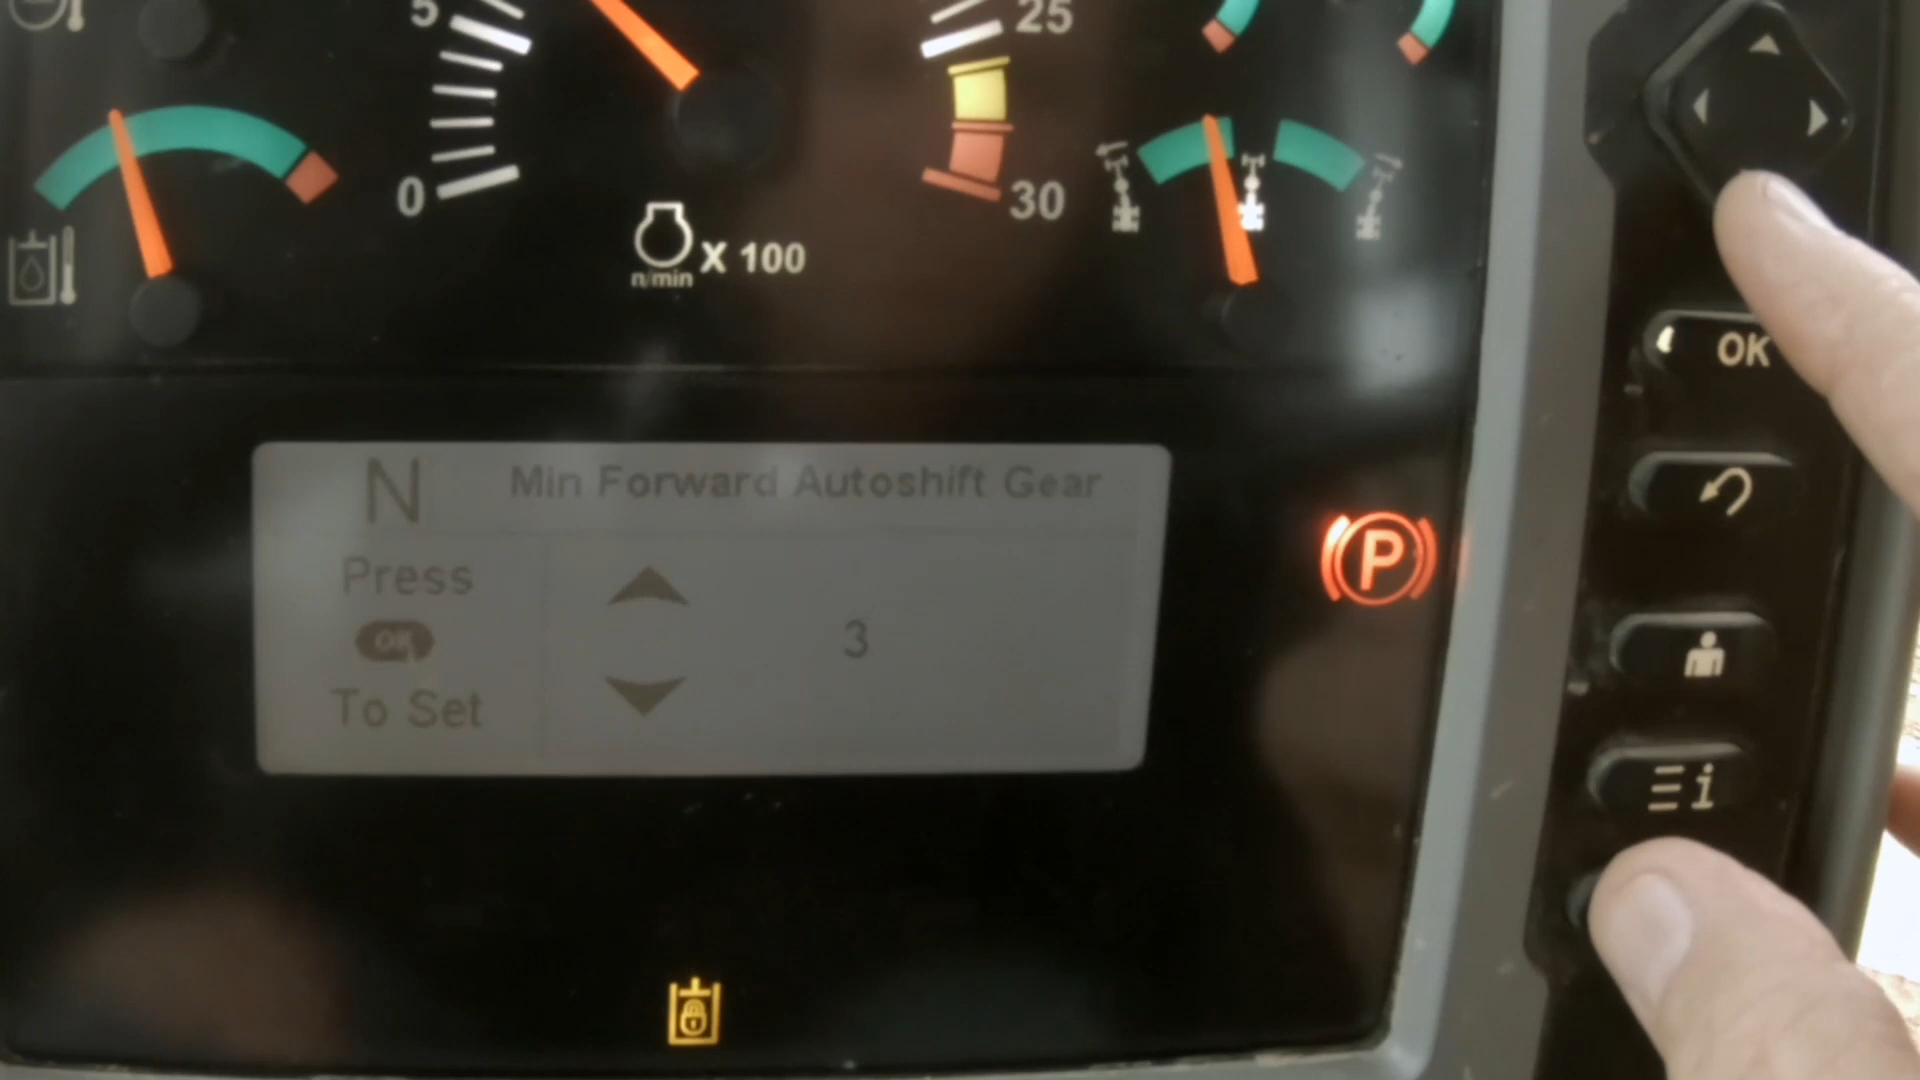 5
25
0
30
n/min X 100
OK
N Min Forward Autoshift Gear
Press
OK
3
To Set
P
i